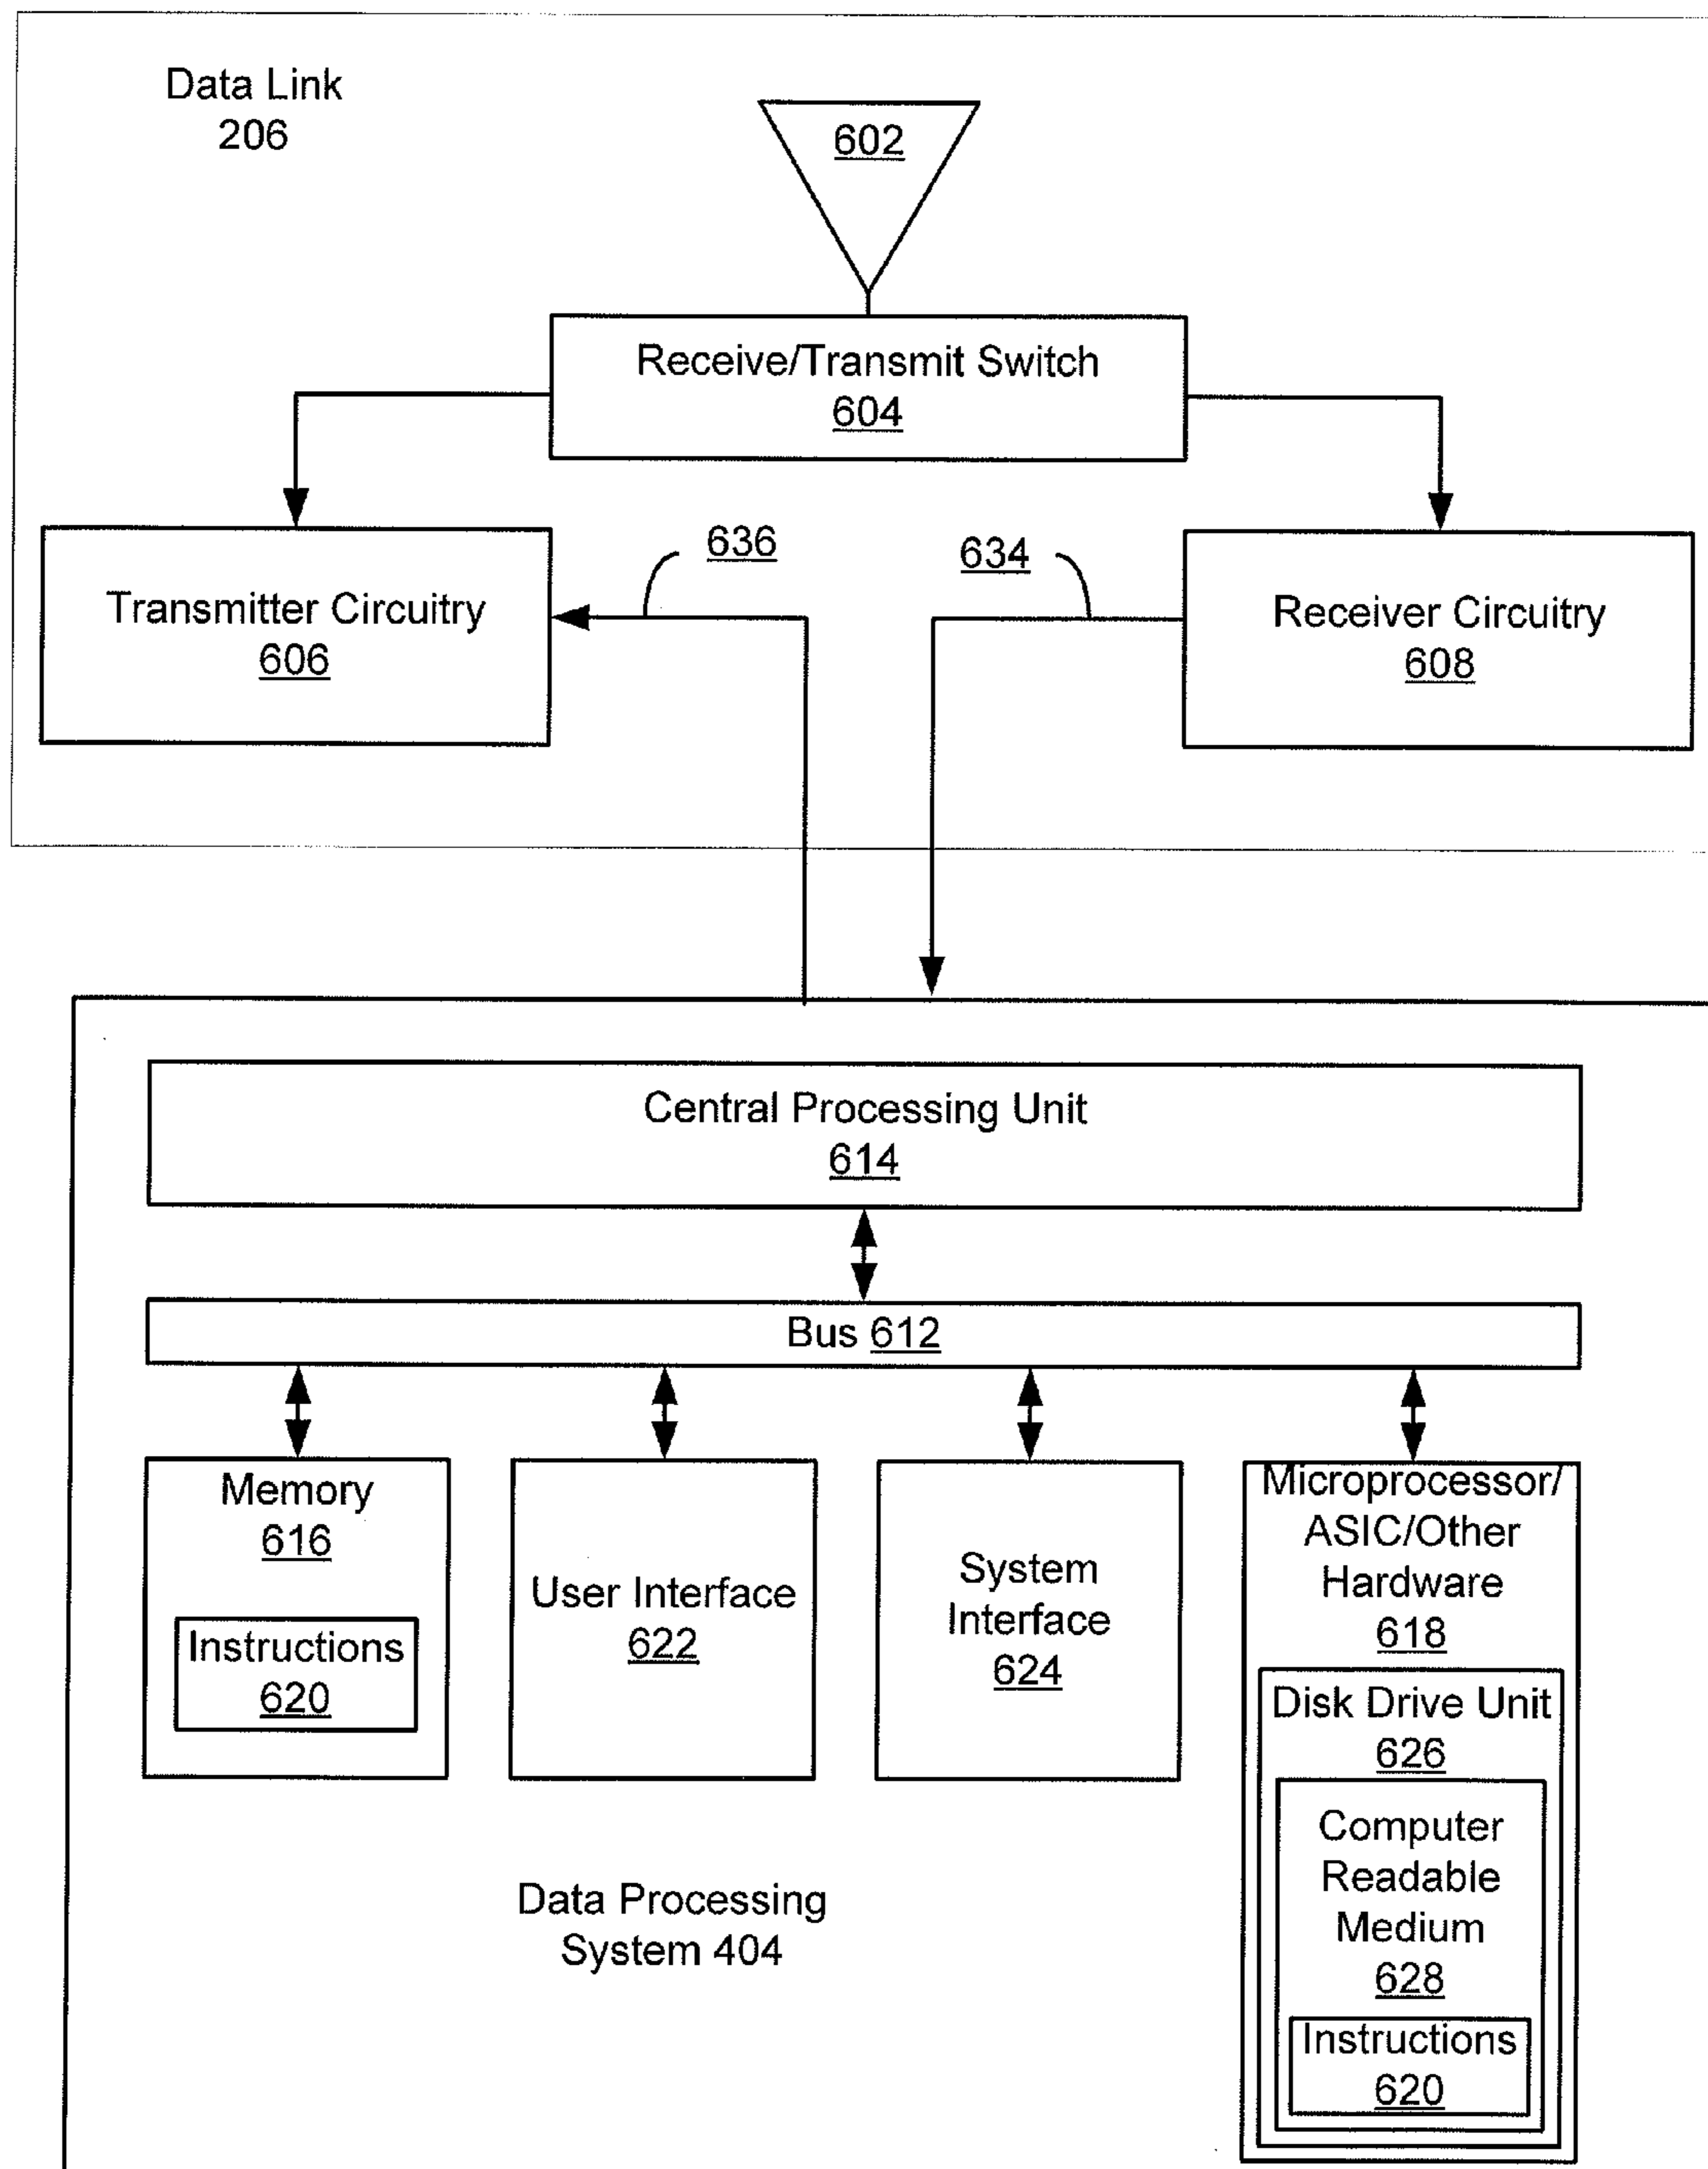 Data Link
206
602
Receive/Transmit Switch
604
636
634
Transmitter Circuitry
606
Receiver Circuitry
608
Central Processing Unit
614
Bus 612
Memory
616
Instructions
620
User Interface
622
System
Interface
624
Microprocessor/
ASIC/Other
Hardware
618
Disk Drive Unit
626
Computer
Readable
Medium
628
Instructions
620
Data Processing
System 404